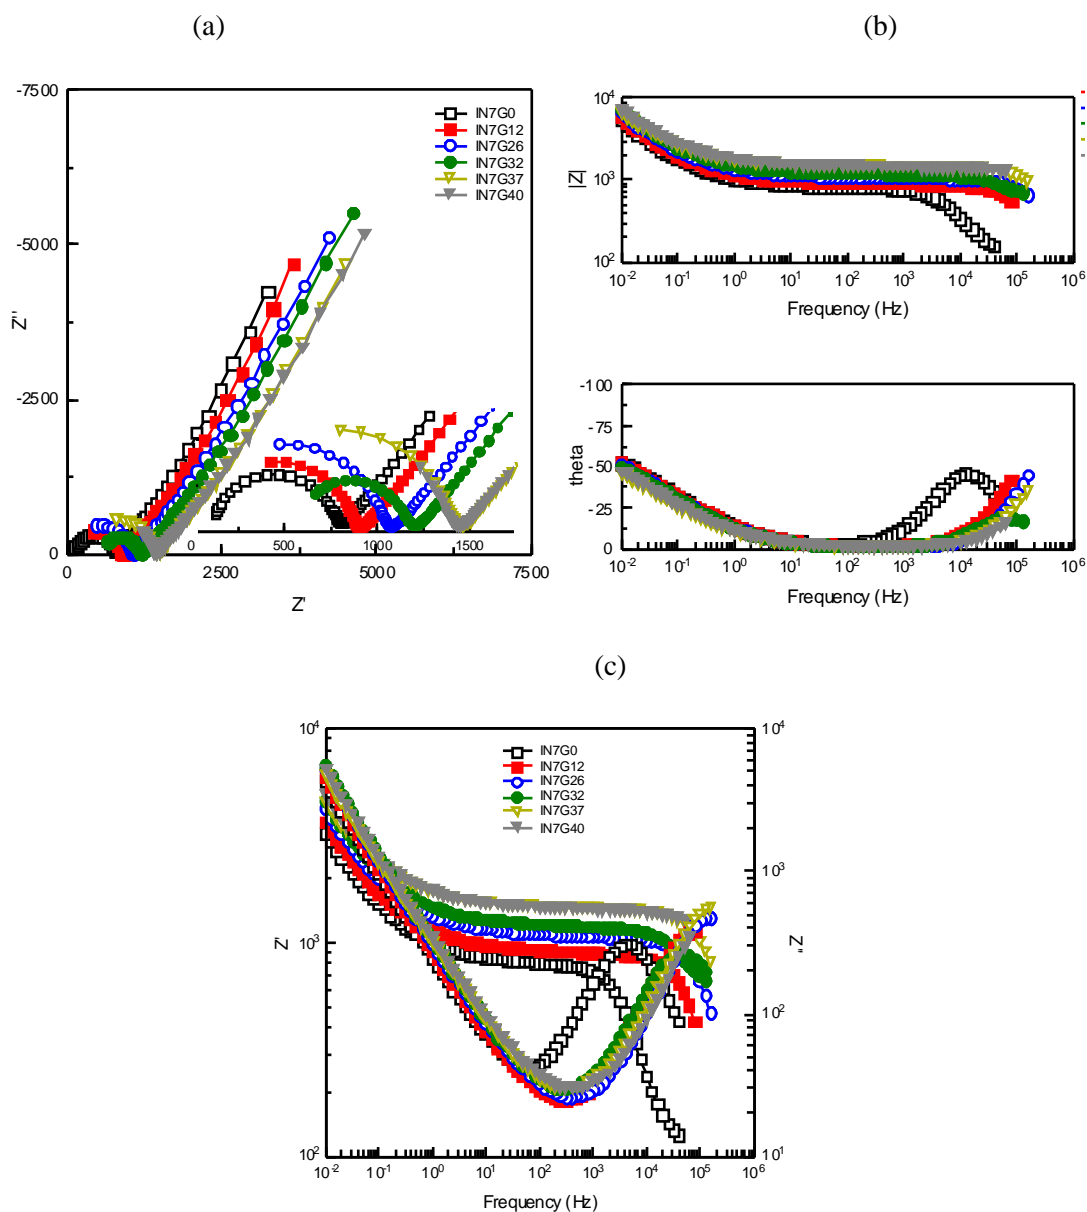 (a)
-7500
-5000
-2500
0
Z''
0
2500
5000
7500
Z'
IN7G0
IN7G12
IN7G26
IN7G32
IN7G37
IN7G40
0
500
1000
1500
(b)
10^4
10^3
10^2
|Z|
10^-2
10^-1
10^0
10^1
10^2
10^3
10^4
10^5
10^6
Frequency (Hz)
-100
-75
-50
-25
0
theta
10^-2
10^-1
10^0
10^1
10^2
10^3
10^4
10^5
10^6
Frequency (Hz)
(c)
10^4
10^3
10^2
Z'
IN7G0
IN7G12
IN7G26
IN7G32
IN7G37
IN7G40
10^4
10^3
10^2
10^1
Z''
10^-2
10^-1
10^0
10^1
10^2
10^3
10^4
10^5
10^6
Frequency (Hz)